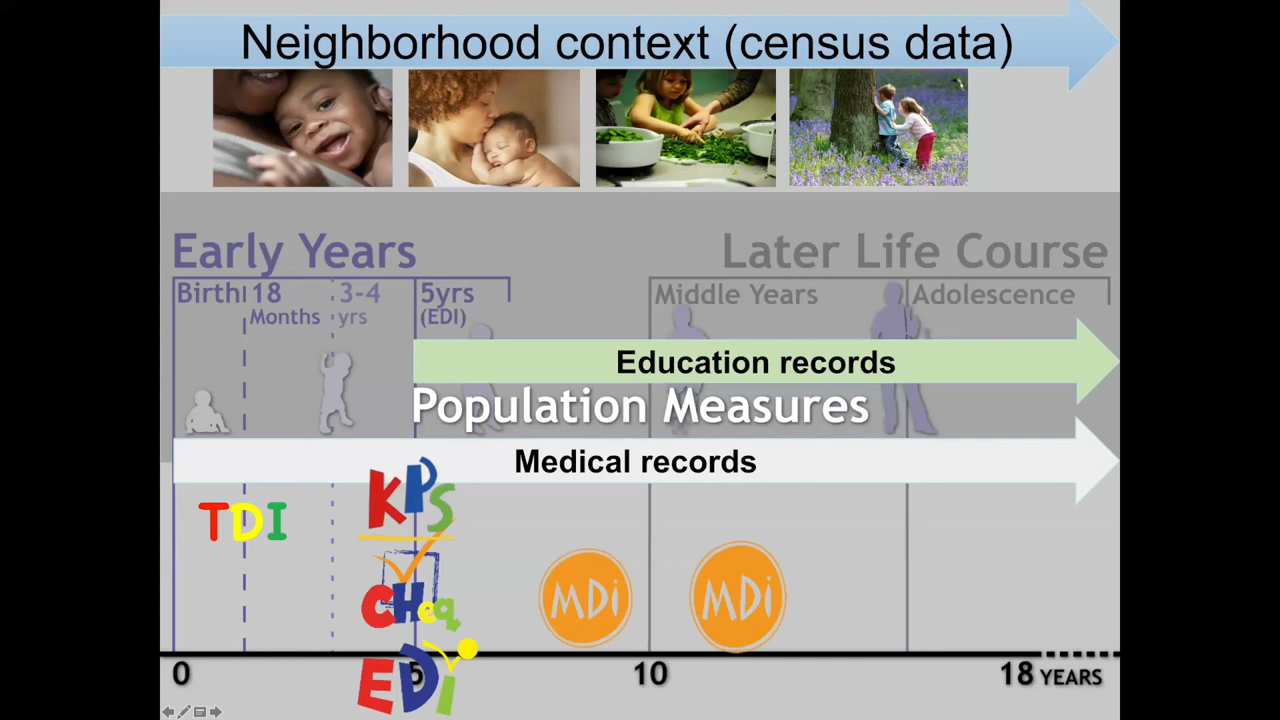 Neighborhood context (census data)
Early Years
Later Life Course
Birth
18
Months
3-4
yrs
5yrs
(EDI)
Middle Years
Adolescence
Education records
Population Measures
Medical records
KPS
TDI
CHeq
MDi
MDi
EDI
0
5
10
18 YEARS